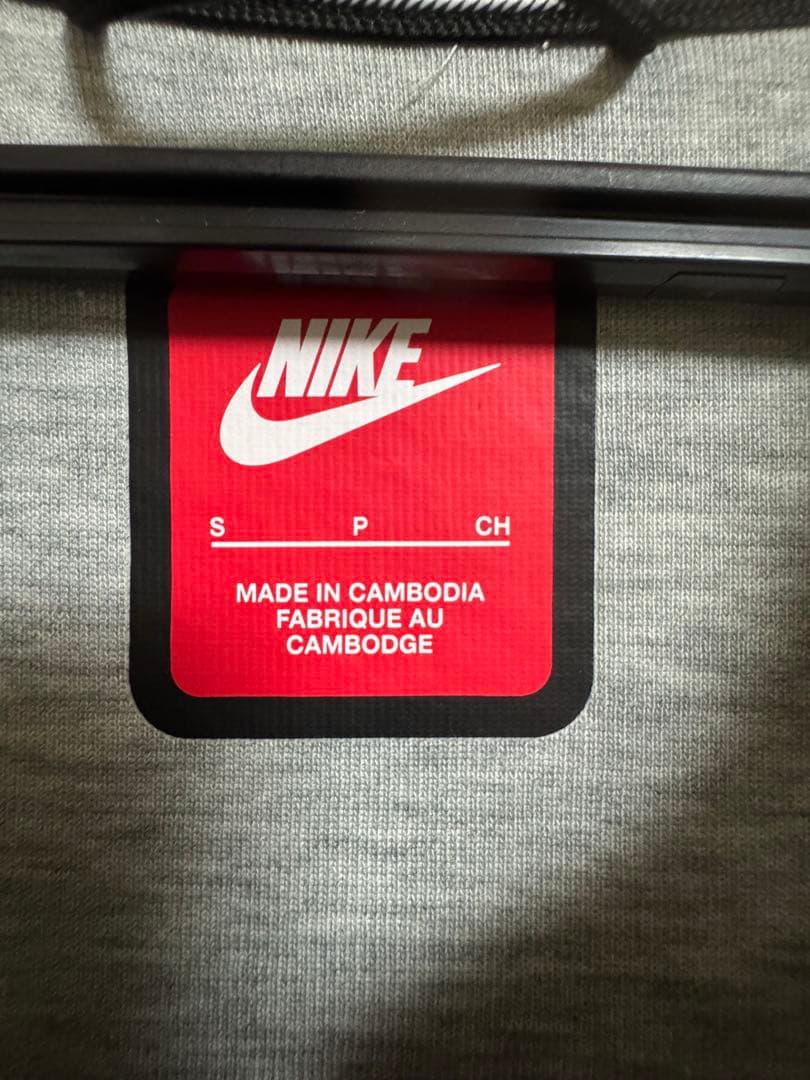 NIKE
S P CH
MADE IN CAMBODIA
FABRIQUE AU
CAMBODGE